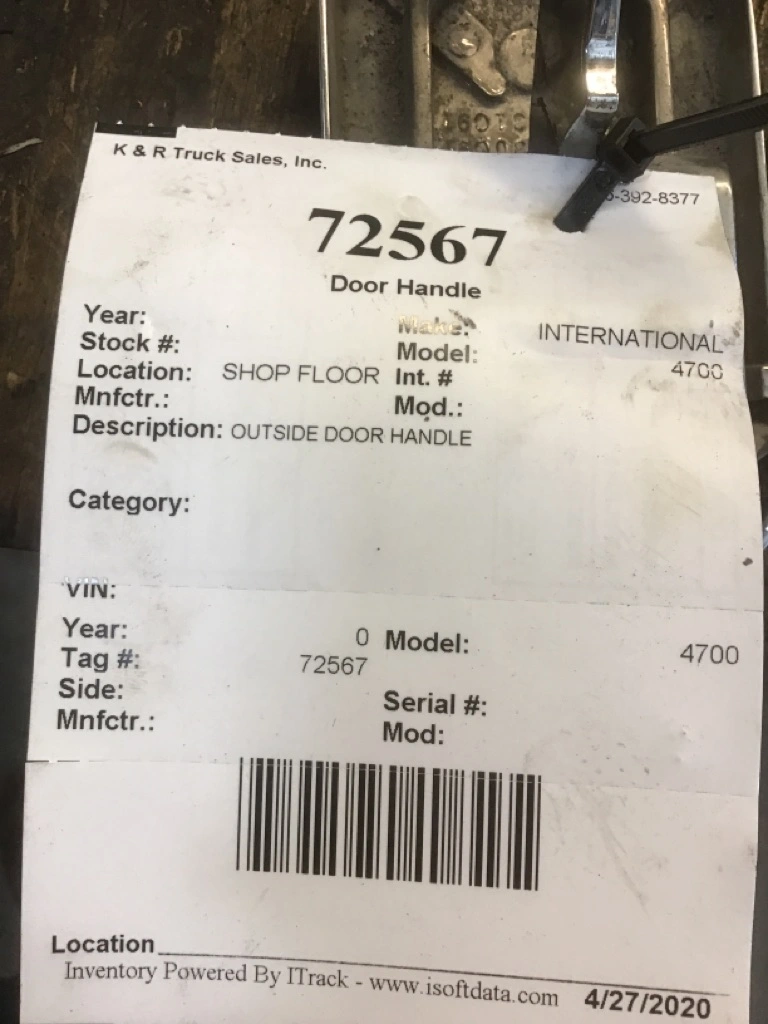 K & R Truck Sales, Inc.
-392-8377
72567
Door Handle
Year: Make: INTERNATIONAL
Stock #: Model: 4700
Location: SHOP FLOOR Int. #
Mnfctr.: Mod.:
Description: OUTSIDE DOOR HANDLE
Category:
VIN:
Year: 0 Model: 4700
Tag #: 72567
Side: Serial #:
Mnfctr.: Mod:
Location
Inventory Powered By ITrack - www.isoftdata.com 4/27/2020